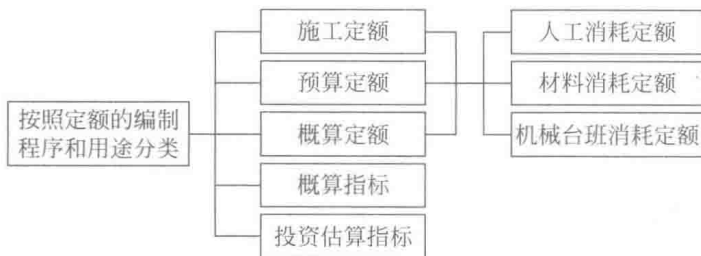 按照定额的编制
程序和用途分类
施工定额
预算定额
概算定额
概算指标
投资估算指标
人工消耗定额
材料消耗定额
机械台班消耗定额